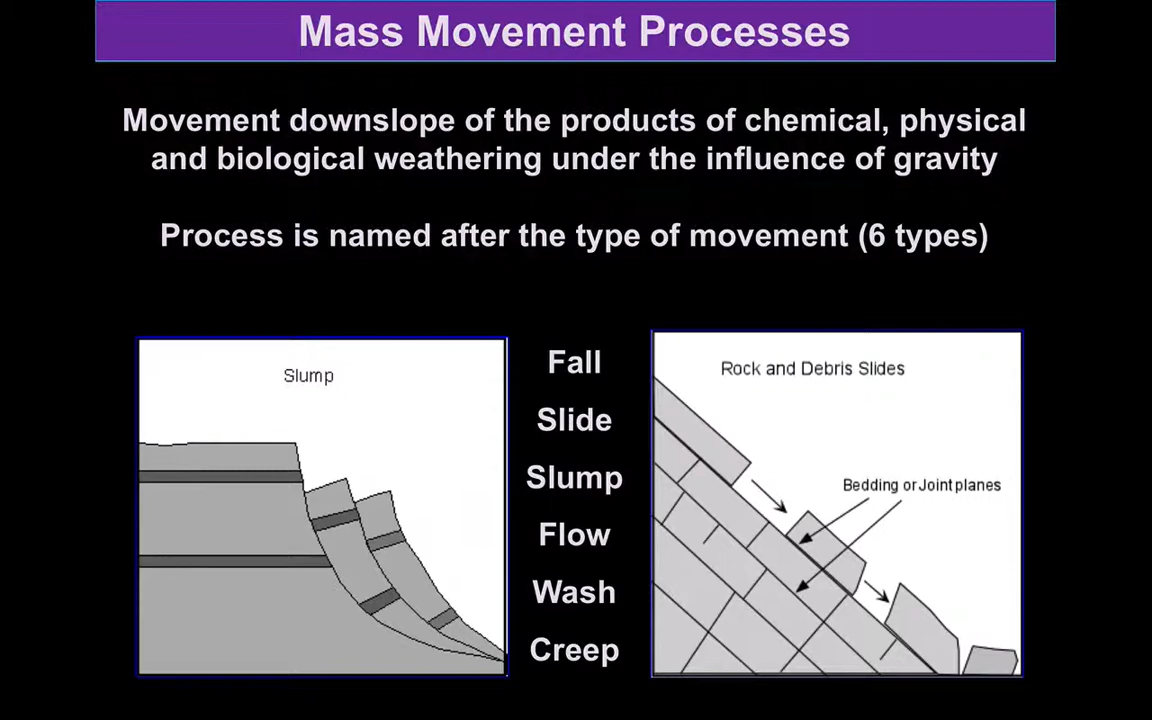 Mass Movement Processes
Movement downslope of the products of chemical, physical
and biological weathering under the influence of gravity
Process is named after the type of movement (6 types)
Slump
Fall
Slide
Slump
Flow
Wash
Creep
Rock and Debris Slides
Bedding or Joint planes